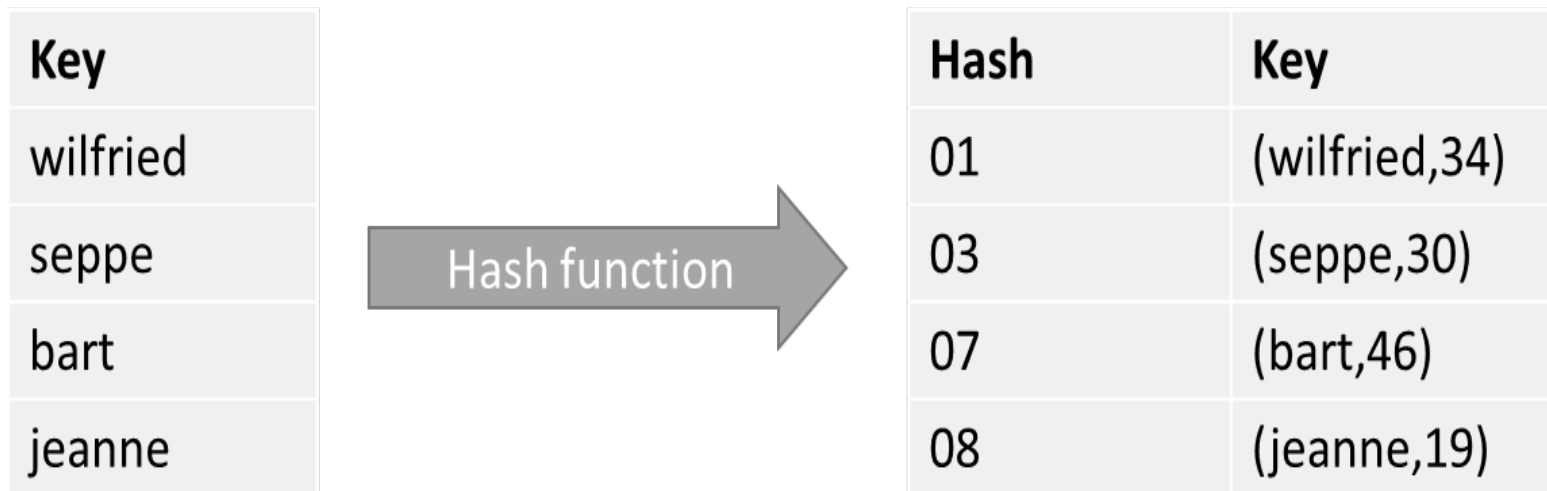 Key
wilfried
seppe
bart
jeanne
Hash function
Hash Key
01 (wilfried,34)
03 (seppe,30)
07 (bart,46)
08 (jeanne,19)